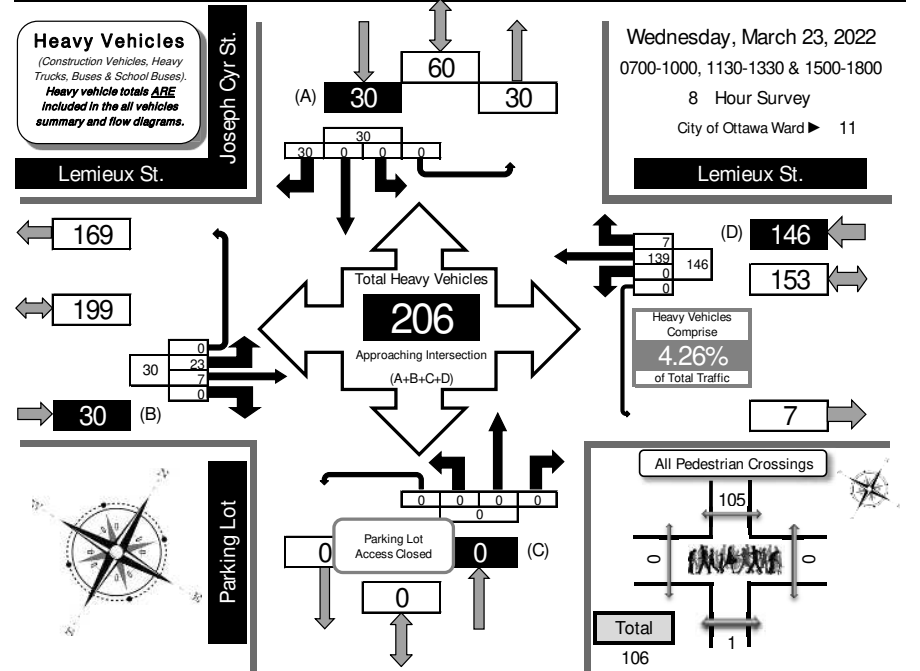 Heavy Vehicles
(Construction Vehicles, Heavy
Trucks, Buses & School Buses).
Heavy vehicle totals ARE
included in the all vehicles
summary and flow diagrams.
Joseph Cyr St.
Lemieux St.
60
(A) 30 30
30
30 0 0 0
Wednesday, March 23, 2022
0700-1000, 1130-1330 & 1500-1800
8 Hour Survey
City of Ottawa Ward ► 11
Lemieux St.
169
199
0
30 23
7
0
30 (B)
Total Heavy Vehicles
206
Approaching Intersection
(A+B+C+D)
7
139 146
0
0
(D) 146
153
Heavy Vehicles
Comprise
4.26%
of Total Traffic
7
Parking Lot
0 0 0 0
0
0 Parking Lot
Access Closed 0 (C)
0
All Pedestrian Crossings
105
0 0
1
Total
106